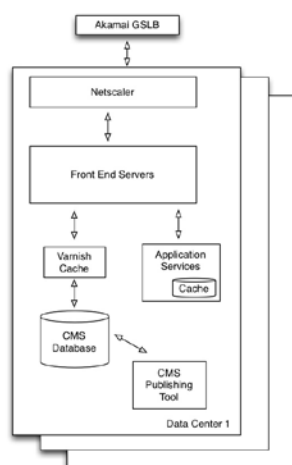 Akamai GSLB
Netscaler
Front End Servers
Varnish
Cache
Application
Services
Cache
CMS
Database
CMS
Publishing
Tool
Data Center 1